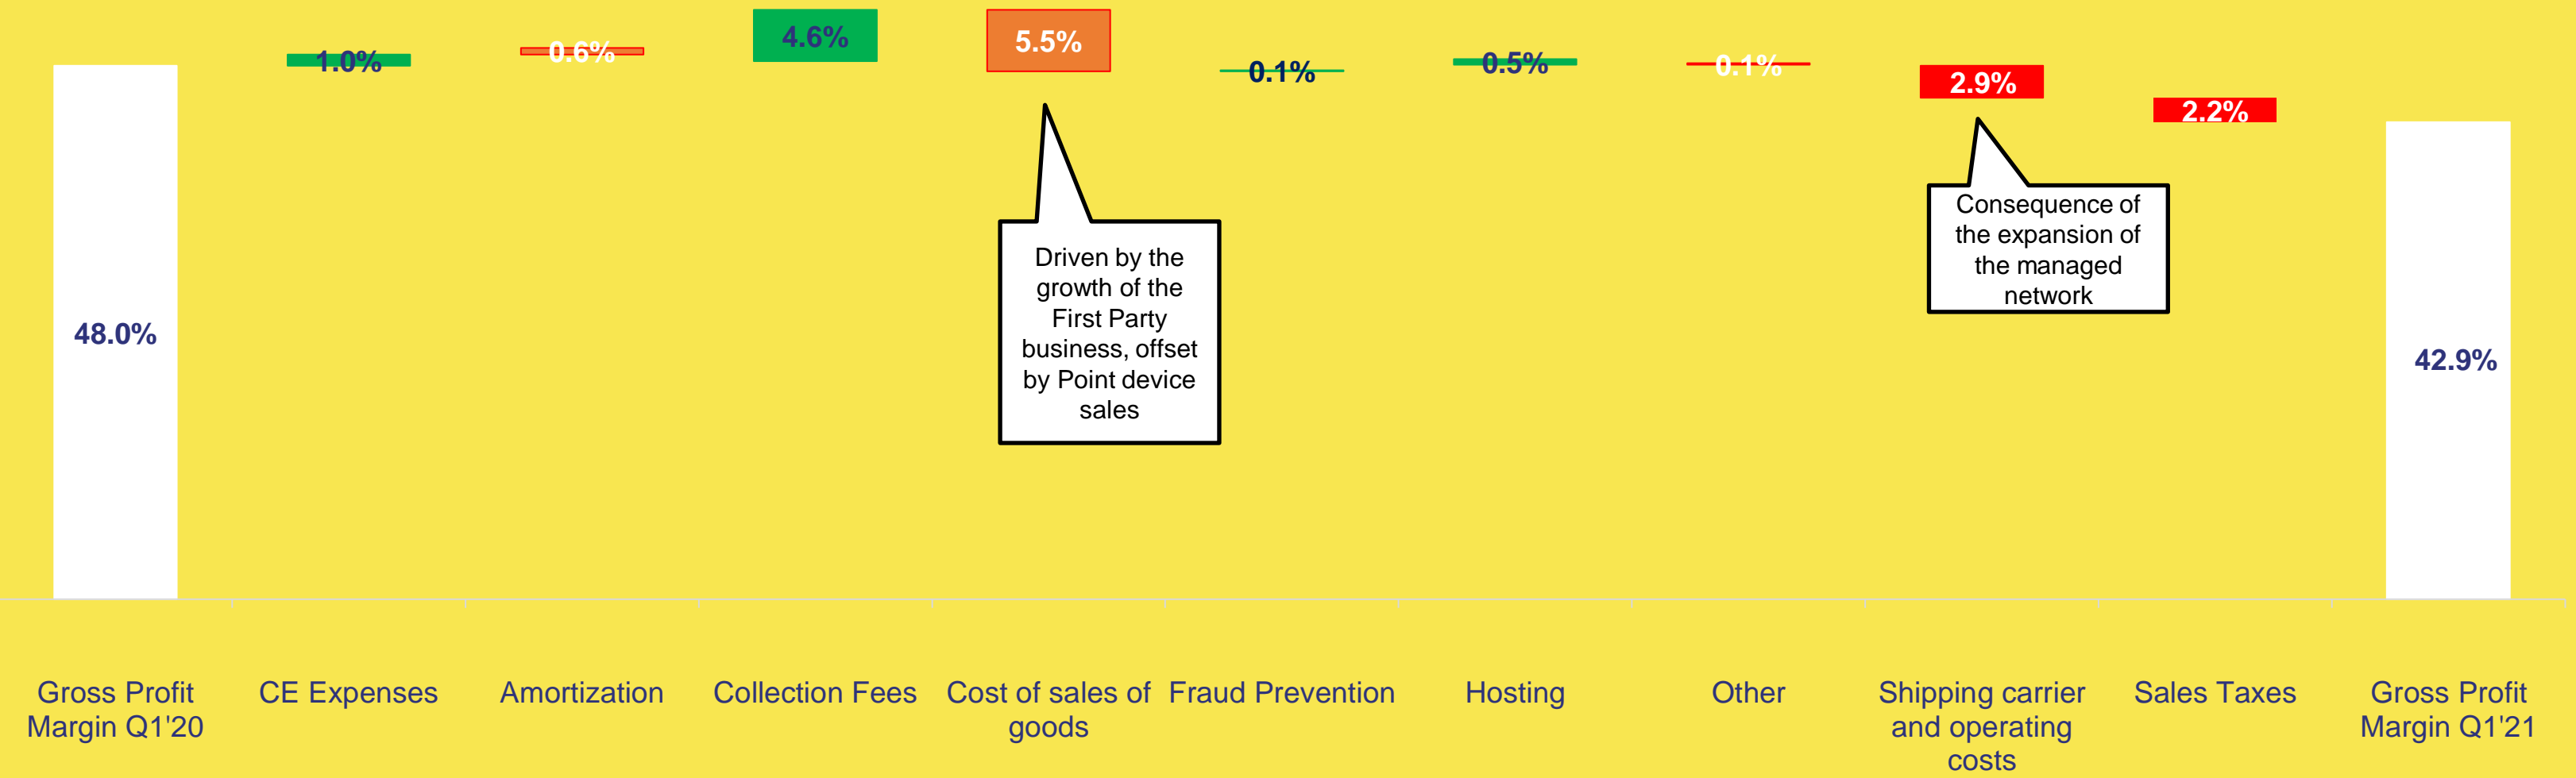 48.0%
1.0%
0.6%
4.6%
5.5%
0.1%
0.5%
0.1%
2.9%
2.2%
42.9%
Driven by the
growth of the
First Party
business, offset
by Point device
sales
Consequence of
the expansion of
the managed
network
Gross Profit
Margin Q1'20
CE Expenses
Amortization
Collection Fees
Cost of sales of
goods
Fraud Prevention
Hosting
Other
Shipping carrier
and operating
costs
Sales Taxes
Gross Profit
Margin Q1'21